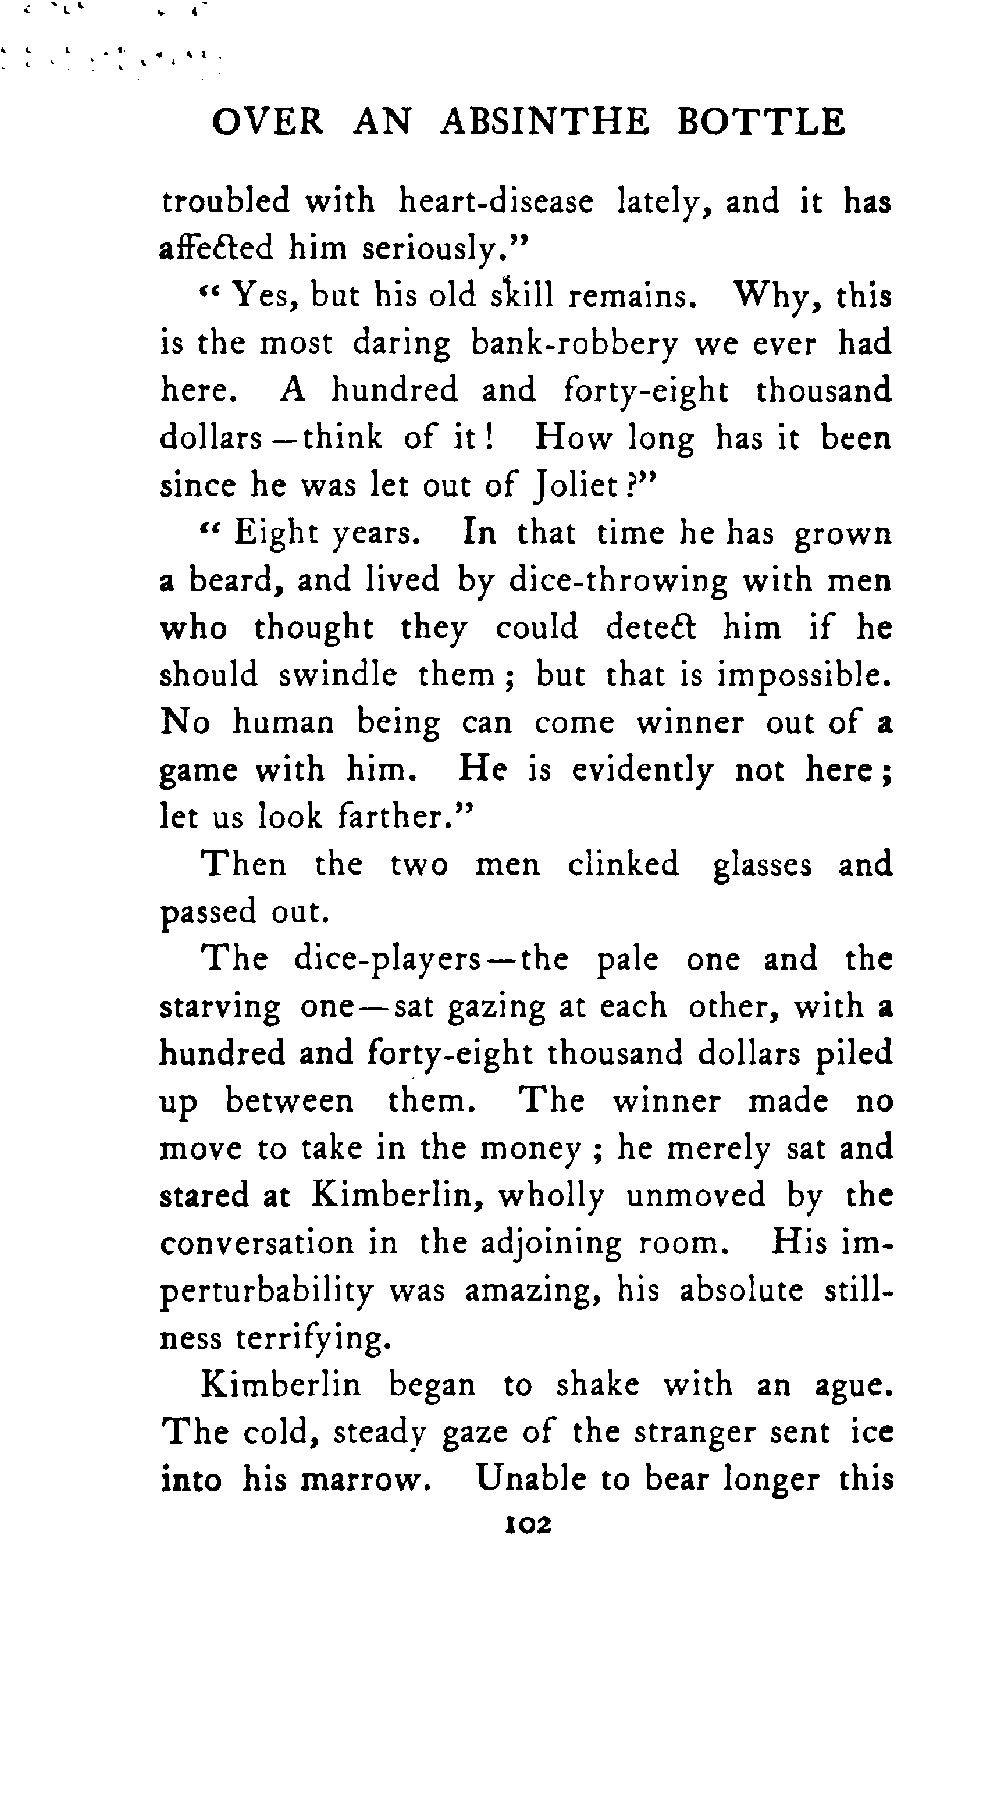 OVER AN ABSINTHE BOTTLE
troubled with heart-disease lately, and it has
affected him seriously."
"Yes, but his old skill remains. Why, this
is the most daring bank-robbery we ever had
here. A hundred and forty-eight thousand
dollars—think of it! How long has it been
since he was let out of Joliet?"
"Eight years. In that time he has grown
a beard, and lived by dice-throwing with men
who thought they could detect him if he
should swindle them; but that is impossible.
No human being can come winner out of a
game with him. He is evidently not here;
let us look farther."
Then the two men clinked glasses and
passed out.
The dice-players—the pale one and the
starving one—sat gazing at each other, with a
hundred and forty-eight thousand dollars piled
up between them. The winner made no
move to take in the money; he merely sat and
stared at Kimberlin, wholly unmoved by the
conversation in the adjoining room. His im-
perturbability was amazing, his absolute still-
ness terrifying.
Kimberlin began to shake with an ague.
The cold, steady gaze of the stranger sent ice
into his marrow. Unable to bear longer this
102